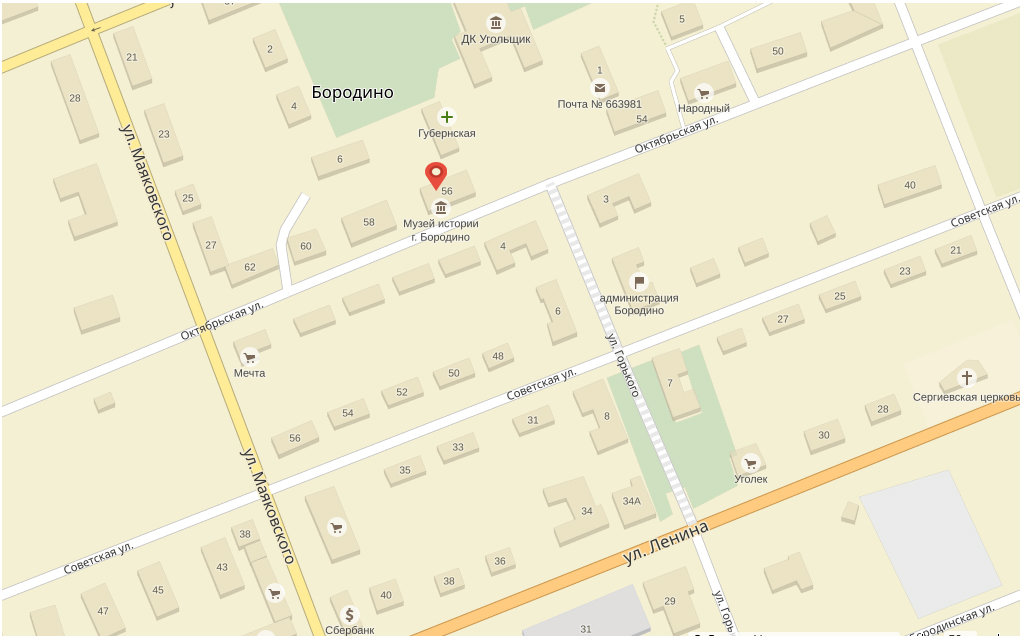 5
ДК Угольщик
21
2
50
1
28
4
Бородино
Почта № 663981
Народный
54
23
Губернская
Октябрьская ул.
ул. Маяковского
6
56
40
25
3
58
Музей истории
г. Бородино
Советская ул.
27
60
4
21
62
23
администрация
Бородино
25
6
27
Октябрьская ул.
Мечта
48
ул. Горького
50
7
Советская ул.
52
Сергиевская церковь
54
28
8
31
30
56
33
35
Уголек
ул. Маяковского
34А
34
38
ул. Ленина
Советская ул.
36
43
38
45
40
29
47
31
Сбербанк
ул. Горь
Бородинская ул.